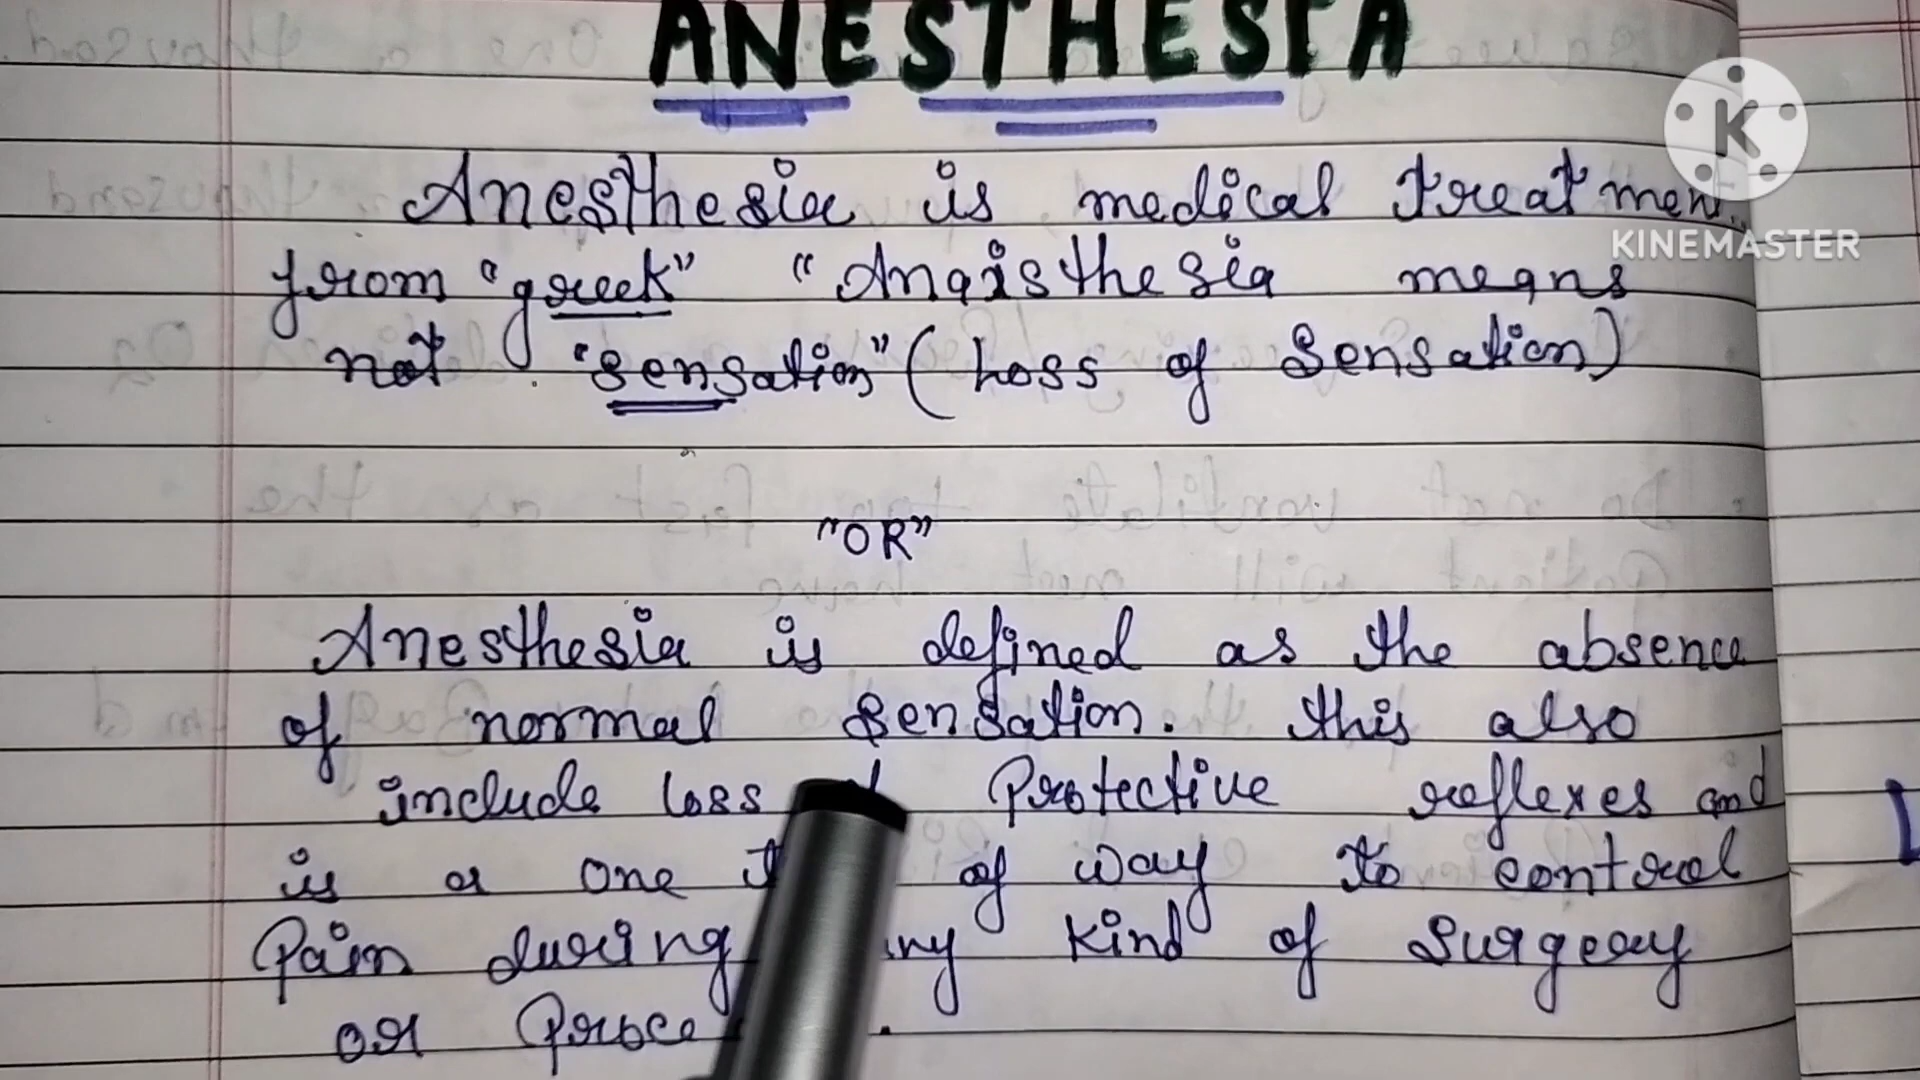 ANESTHESIA
Anesthesia is medical treatment
from "greek" "Anaisthesia means
not "sensation" (Loss of Sensation)
"OR"
Anesthesia is defined as the absence
of normal Sensation. this also
include loss Protective reflexes and
is a one of way to control
Pain during kind of Surgery
or
K
KINEMASTER